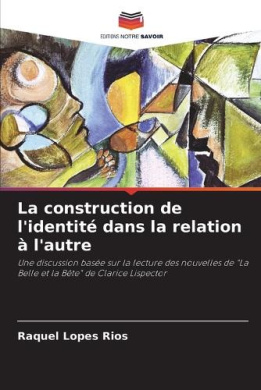 EDITIONS NOTRE SAVOIR
La construction de
l'identité dans la relation
à l'autre
Une discussion basée sur la lecture des nouvelles de "La
Belle et la Bête" de Clarice Lispector
Raquel Lopes Rios